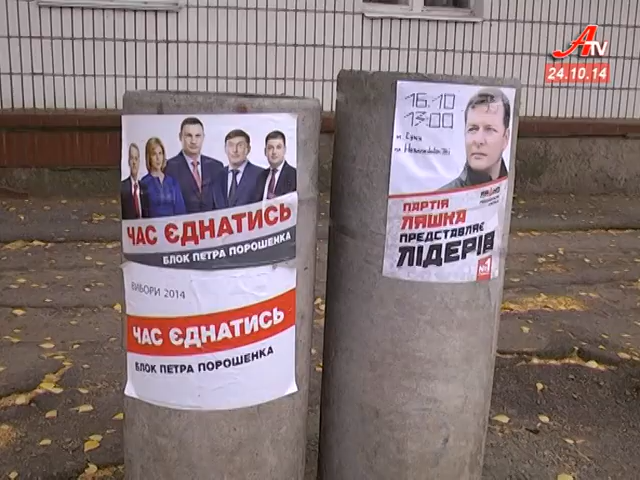 ATV
24.10.14
ЧАС ЄДНАТИСЬ
БЛОК ПЕТРА ПОРОШЕНКА
ВИБОРИ 2014
ЧАС ЄДНАТИСЬ
БЛОК ПЕТРА ПОРОШЕНКА
16.10
13:00
ПАРТІЯ
ЛЯШКА
ПРЕДСТАВЛЯЄ
ЛІДЕРІВ
№1